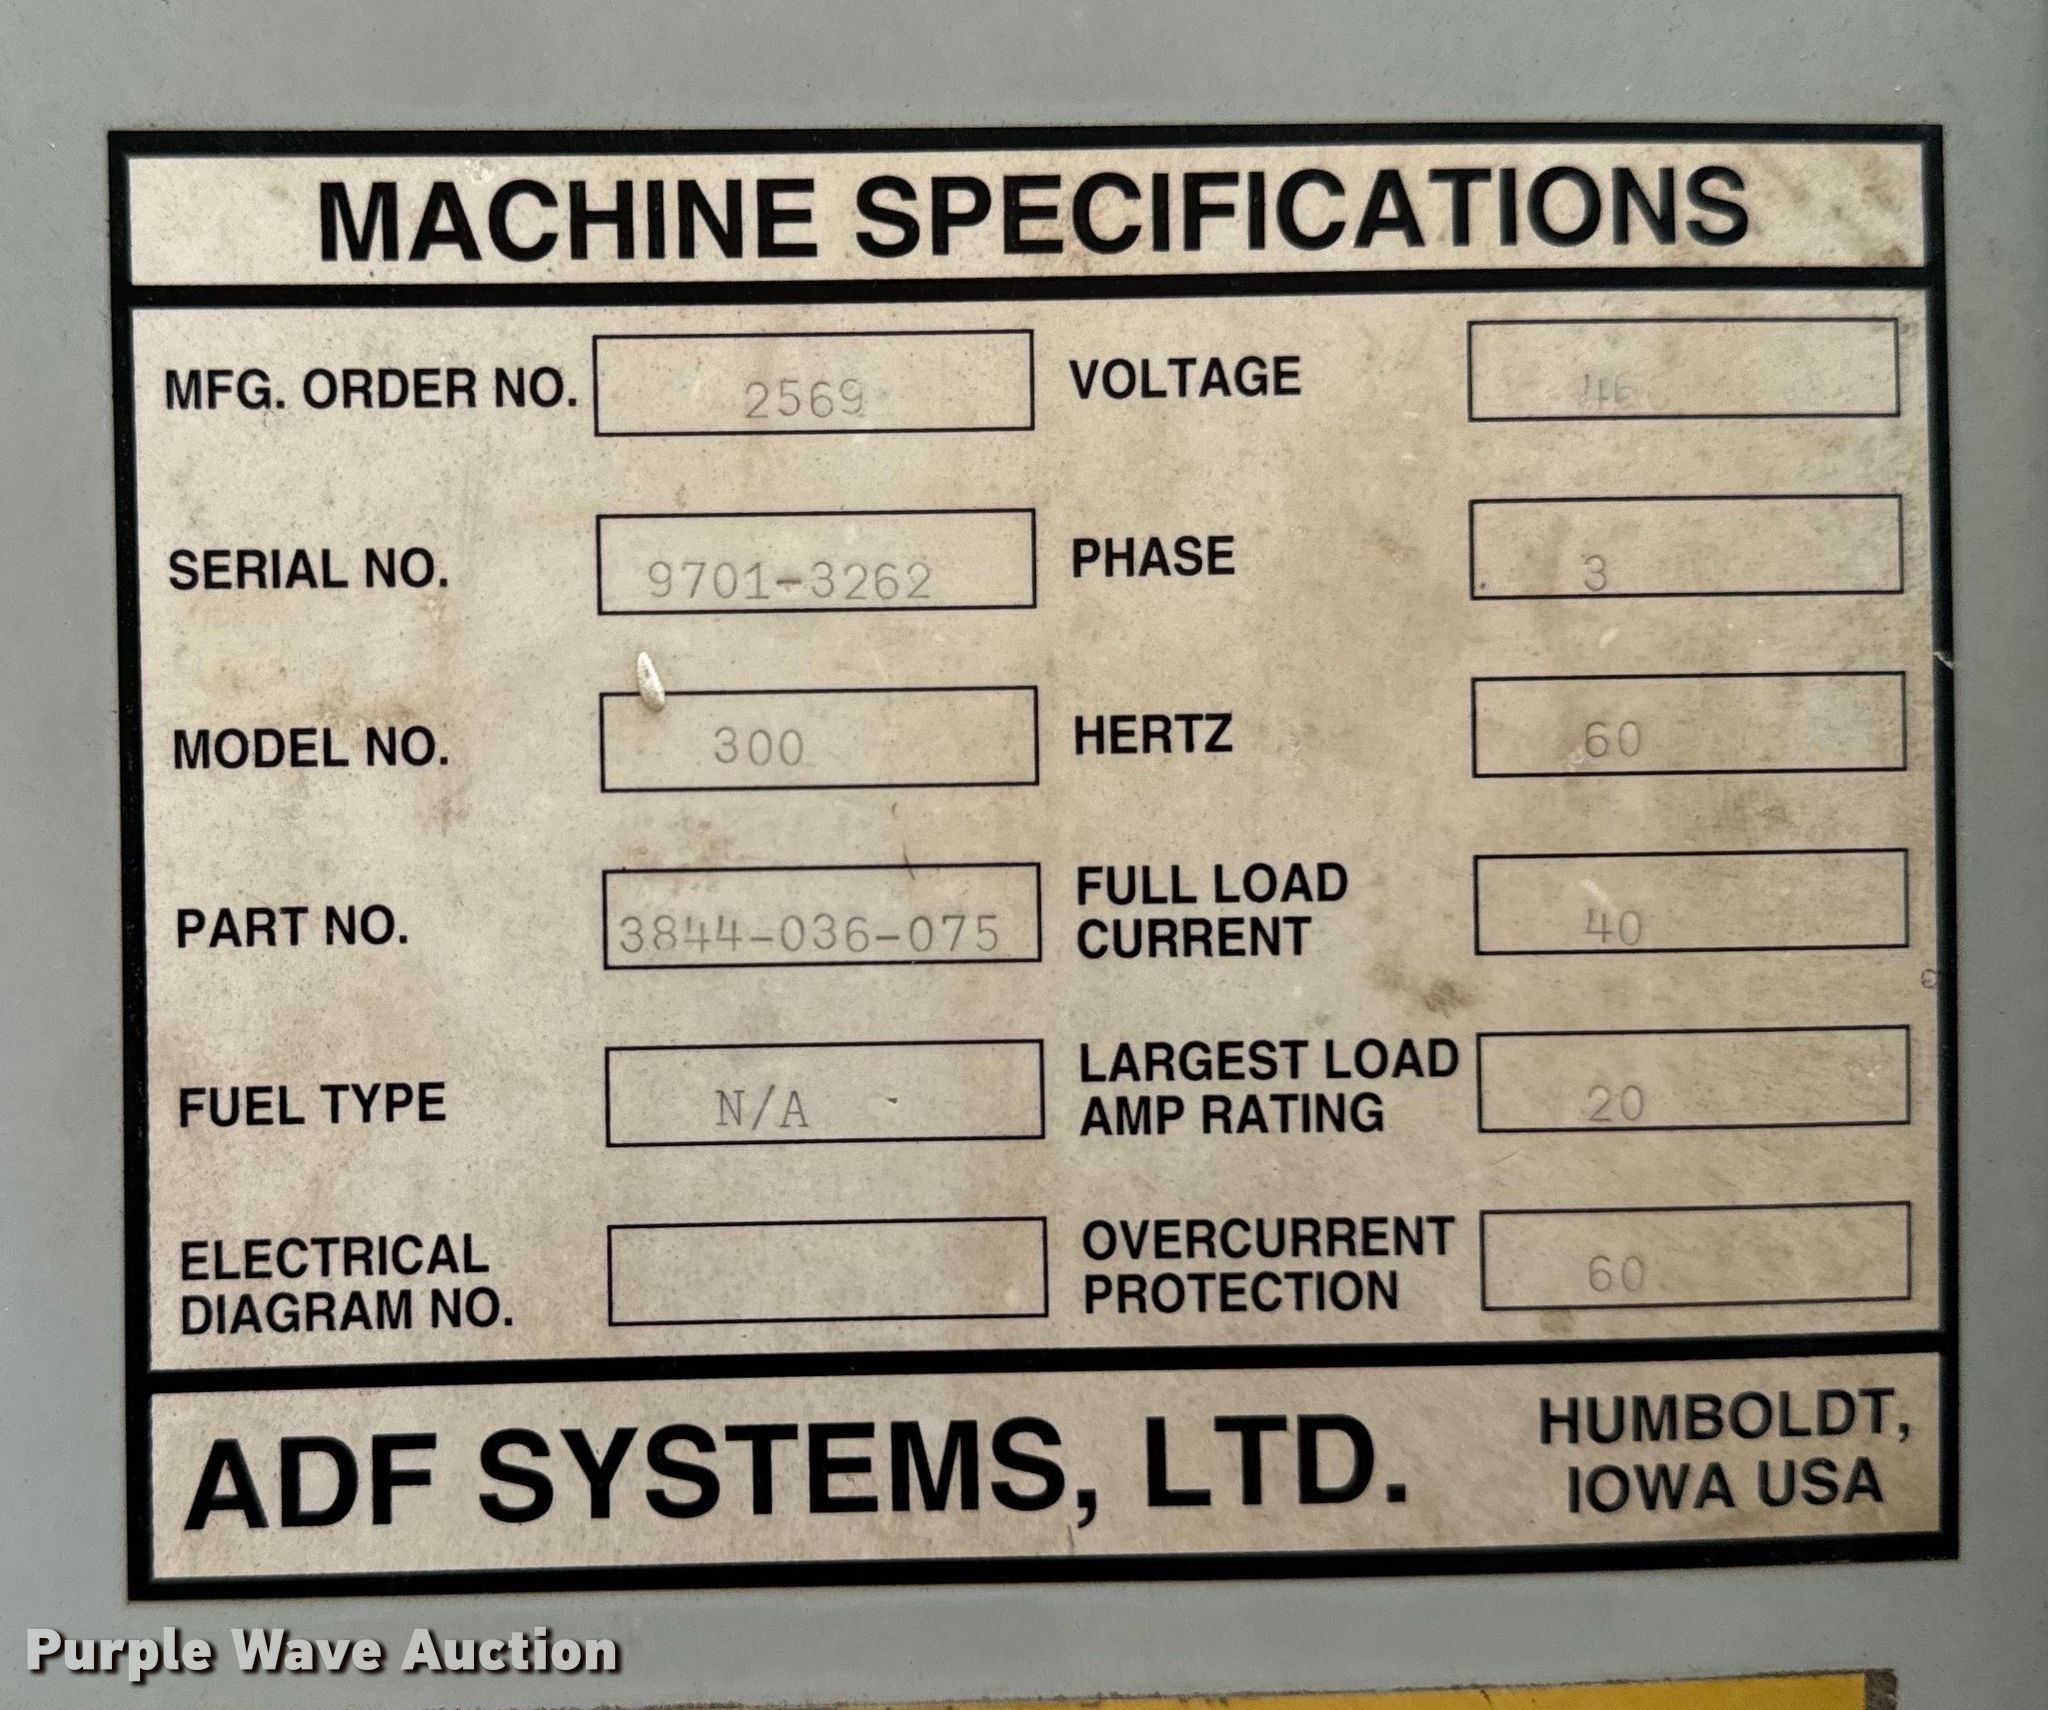 MACHINE SPECIFICATIONS
MFG. ORDER NO. 2569
SERIAL NO. 9701-3262
MODEL NO. 300
PART NO. 3844-036-075
FUEL TYPE N/A
ELECTRICAL
DIAGRAM NO.
VOLTAGE
PHASE 3
HERTZ 60
FULL LOAD
CURRENT 40
LARGEST LOAD
AMP RATING 20
OVERCURRENT
PROTECTION 60
ADF SYSTEMS, LTD.
HUMBOLDT,
IOWA USA
Purple Wave Auction